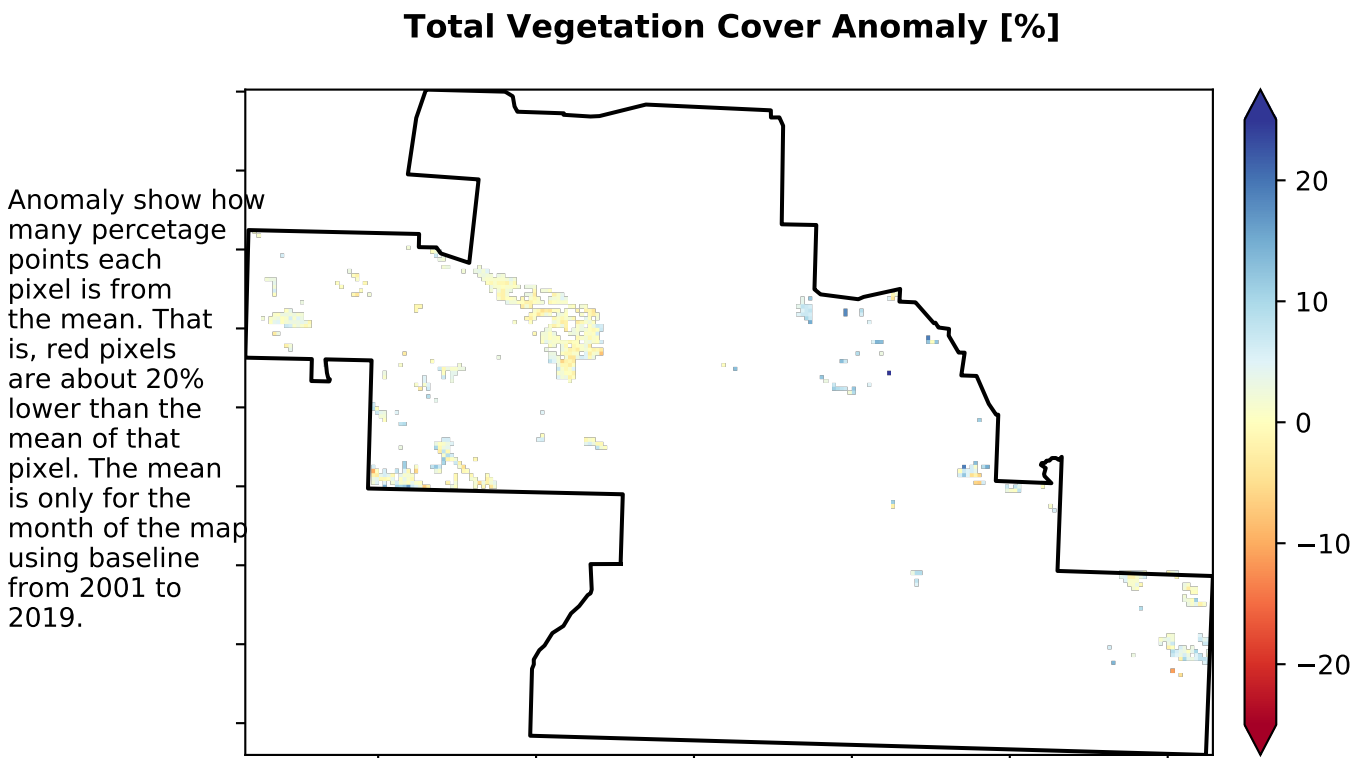 Total Vegetation Cover Anomaly [%]
Anomaly show how
many percetage
points each
pixel is from
the mean. That
is, red pixels
are about 20%
lower than the
mean of that
pixel. The mean
is only for the
month of the map
using baseline
from 2001 to
2019.
20
10
0
−10
−20